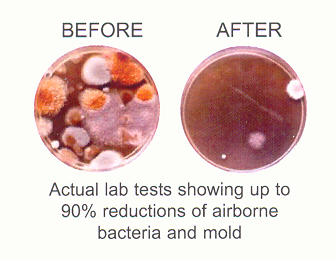 BEFORE AFTER
Actual lab tests showing up to
90% reductions of airborne
bacteria and mold